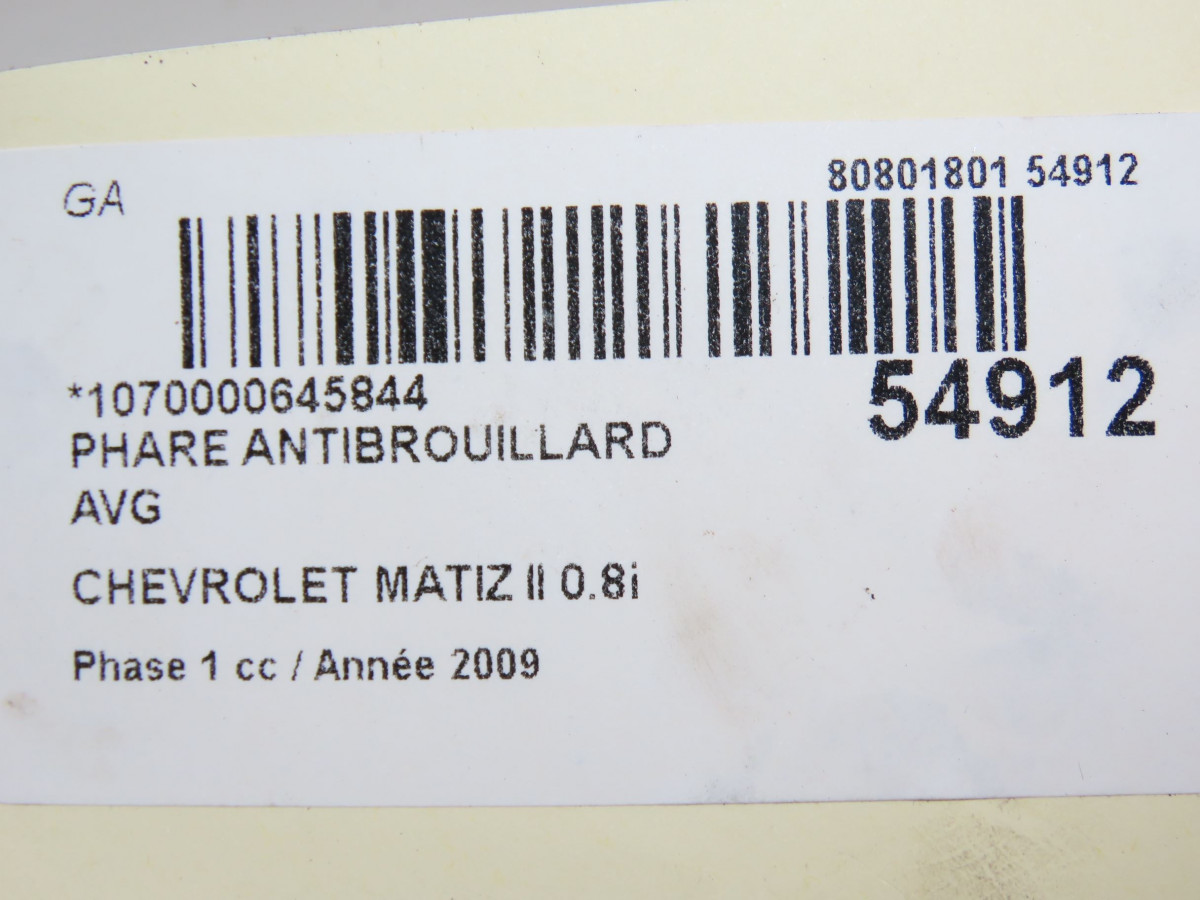 GA
80801801 54912
*1070000645844
54912
PHARE ANTIBROUILLARD
AVG
CHEVROLET MATIZ II 0.8i
Phase 1 cc / Année 2009